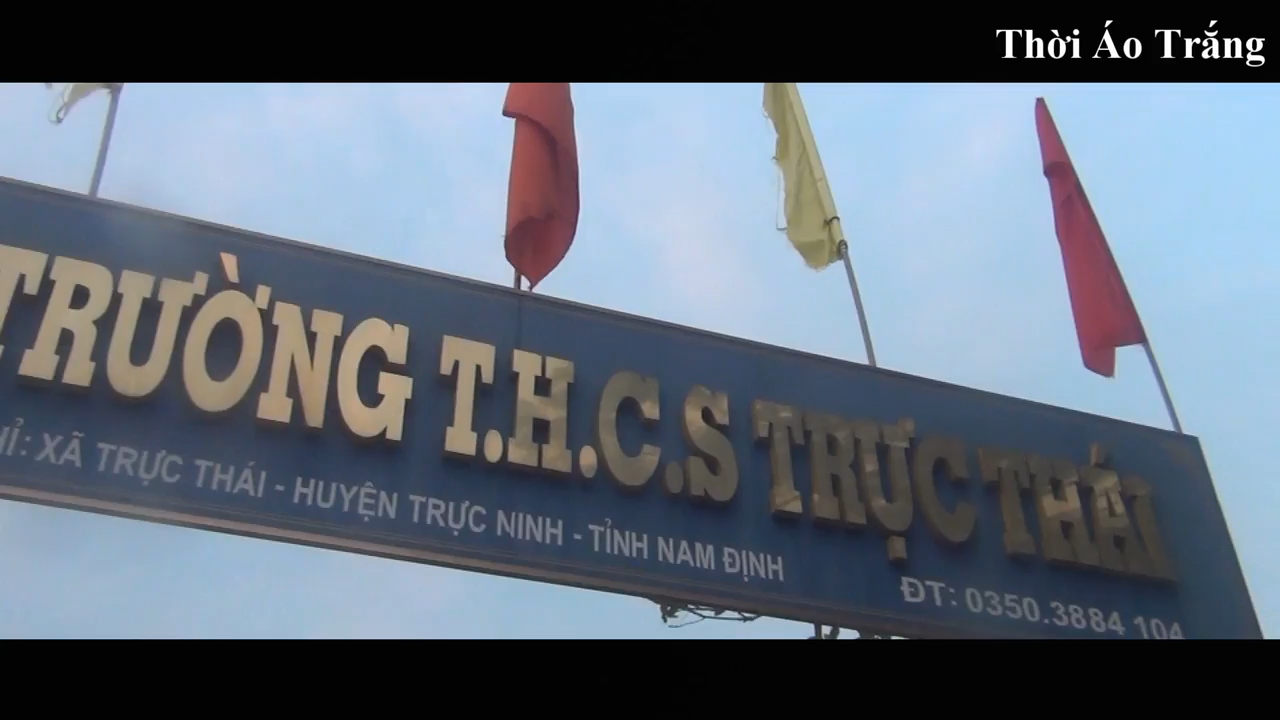 Thời Áo Trắng
TRƯỜNG T.H.C.S TRỰC THÁI
HỈ: XÃ TRỰC THÁI - HUYỆN TRỰC NINH - TỈNH NAM ĐỊNH
ĐT: 0350.3884 104